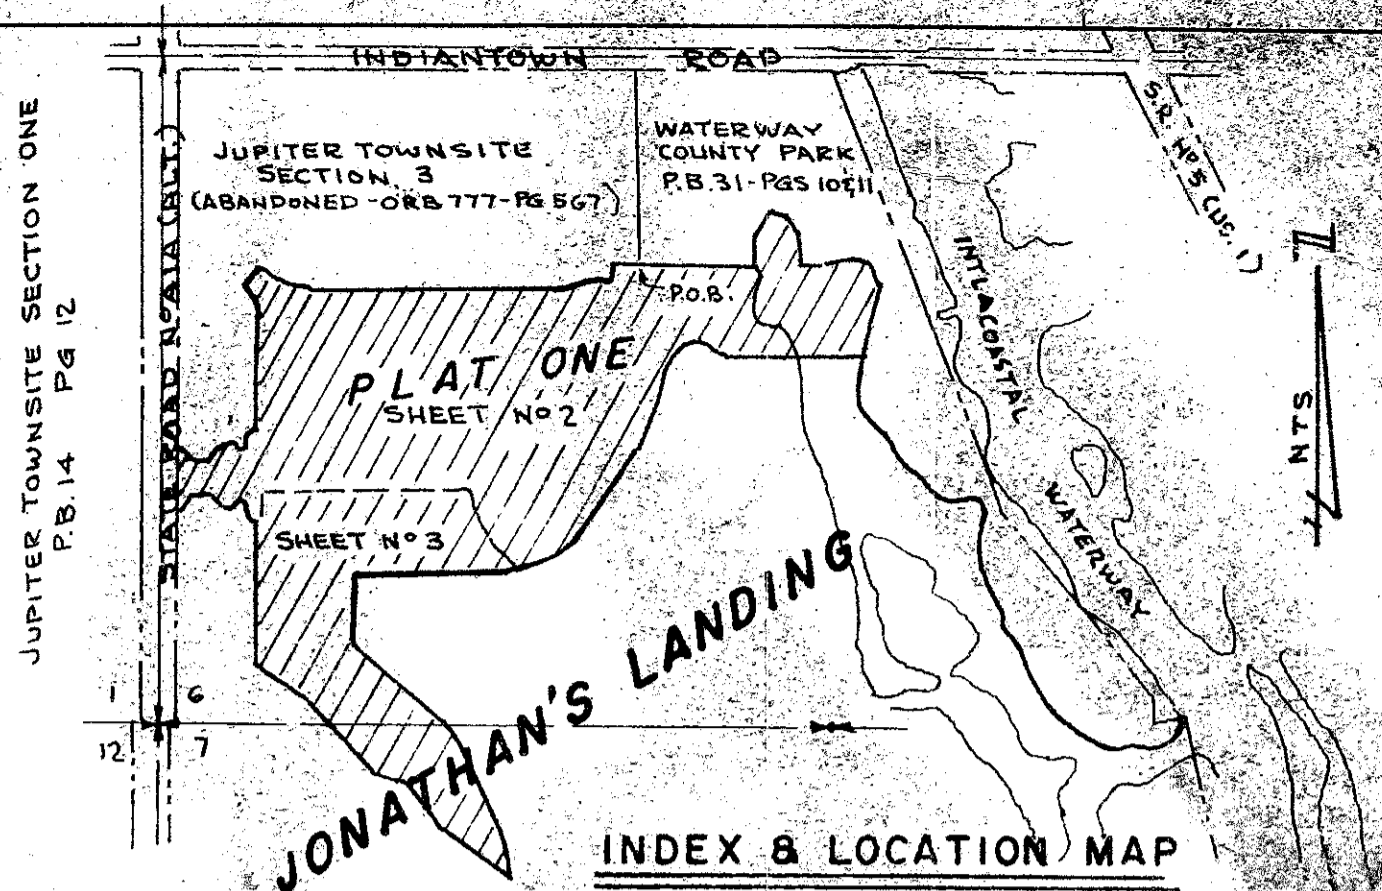 INDIANTOWN ROAD
JUPITER TOWNSITE SECTION ONE
P.B. 14 PG 12
STATE ROAD Nº A1A (ALT.)
JUPITER TOWNSITE
SECTION 3
(ABANDONED - ORB 777 - PG 567)
WATERWAY
COUNTY PARK
P.B. 31 - PGS 10 & 11
S.R. Nº 5 (U.S. 1)
INTLACOASTAL
WATERWAY
P.O.B.
PLAT ONE
SHEET Nº 2
SHEET Nº 3
NTS
Z
1 6
12 7
JONATHAN'S LANDING
INDEX & LOCATION MAP